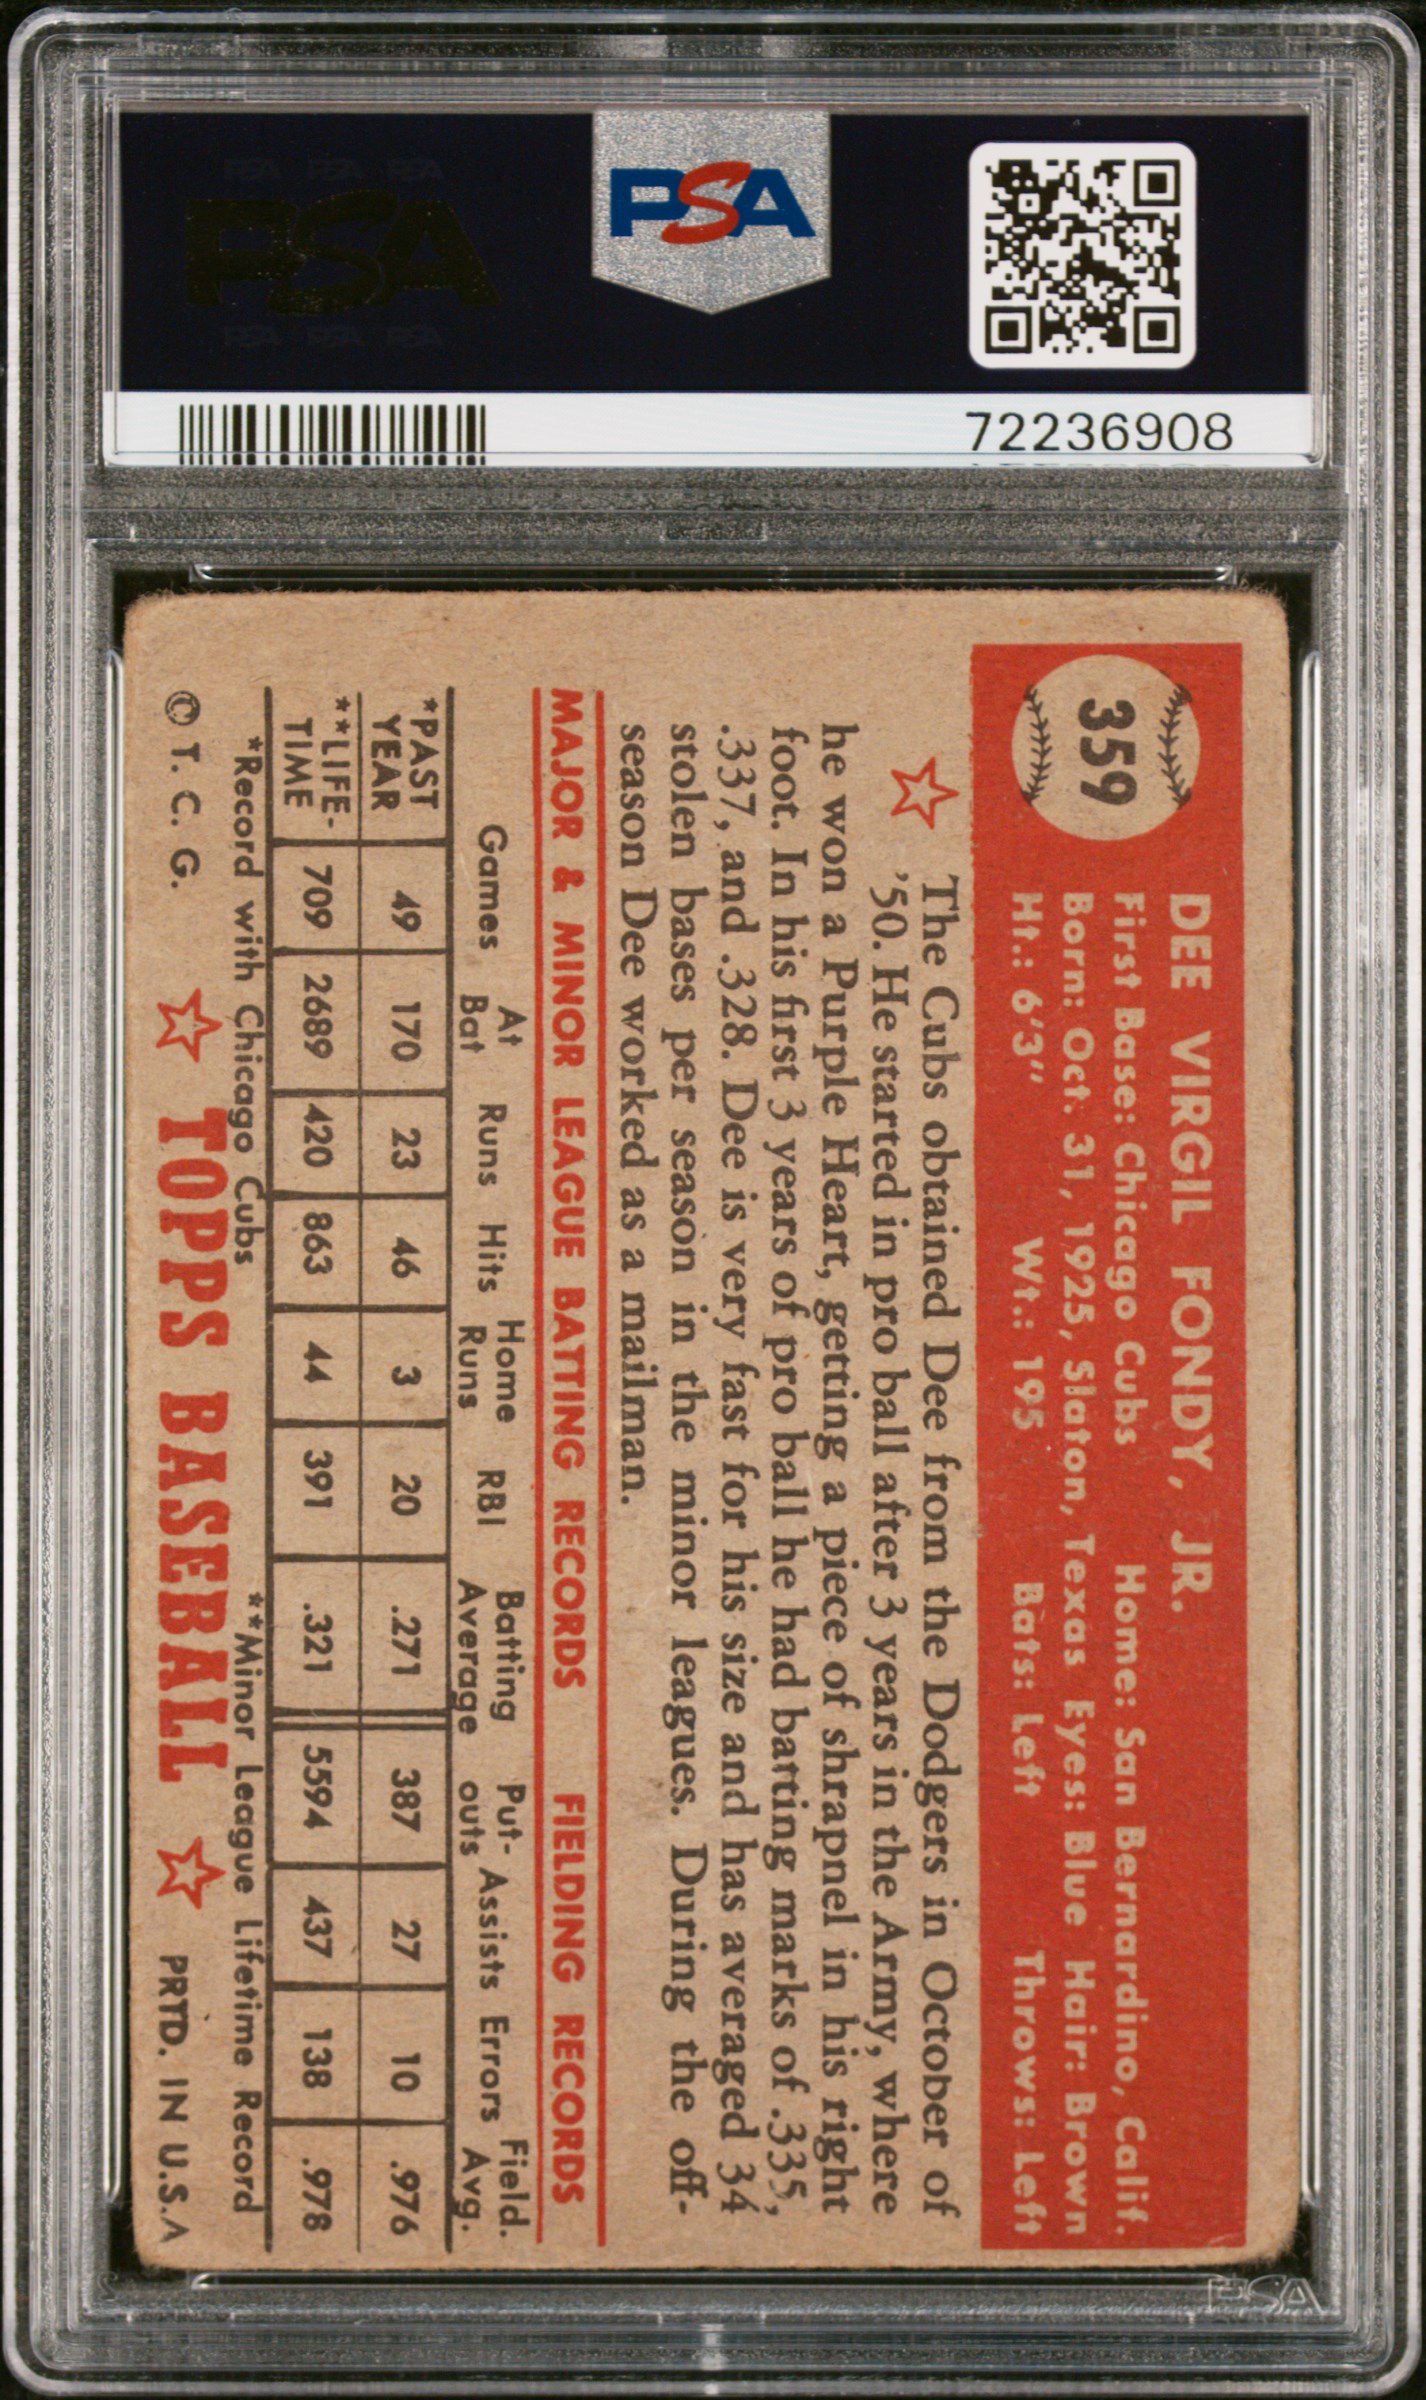 PSA PSA PSA
PSA
PSA PSA PSA
PSA
72236908
359
DEE VIRGIL FONDY, JR.
First Base: Chicago Cubs Home: San Bernardino, Calif.
Born: Oct. 31, 1925, Slaton, Texas Eyes: Blue Hair: Brown
Ht.: 6'3" Wt.: 195 Bats: Left Throws: Left
The Cubs obtained Dee from the Dodgers in October of
'50. He started in pro ball after 3 years in the Army, where
he won a Purple Heart, getting a piece of shrapnel in his right
foot. In his first 3 years of pro ball he had batting marks of .335,
.337, and .328. Dee is very fast for his size and has averaged 34
stolen bases per season in the minor leagues. During the off-
season Dee worked as a mailman.
MAJOR & MINOR LEAGUE BATTING RECORDS FIELDING RECORDS
Games At Bat Runs Hits Home Runs RBI Batting Average Put-outs Assists Errors Field. Avg.
*PAST YEAR 49 170 23 46 3 20 .271 387 27 10 .976
**LIFE-TIME 709 2689 420 863 44 391 .321 5594 437 138 .978
*Record with Chicago Cubs **Minor League Lifetime Record
© T. C. G. TOPPS BASEBALL PRTD. IN U.S.A
PSA